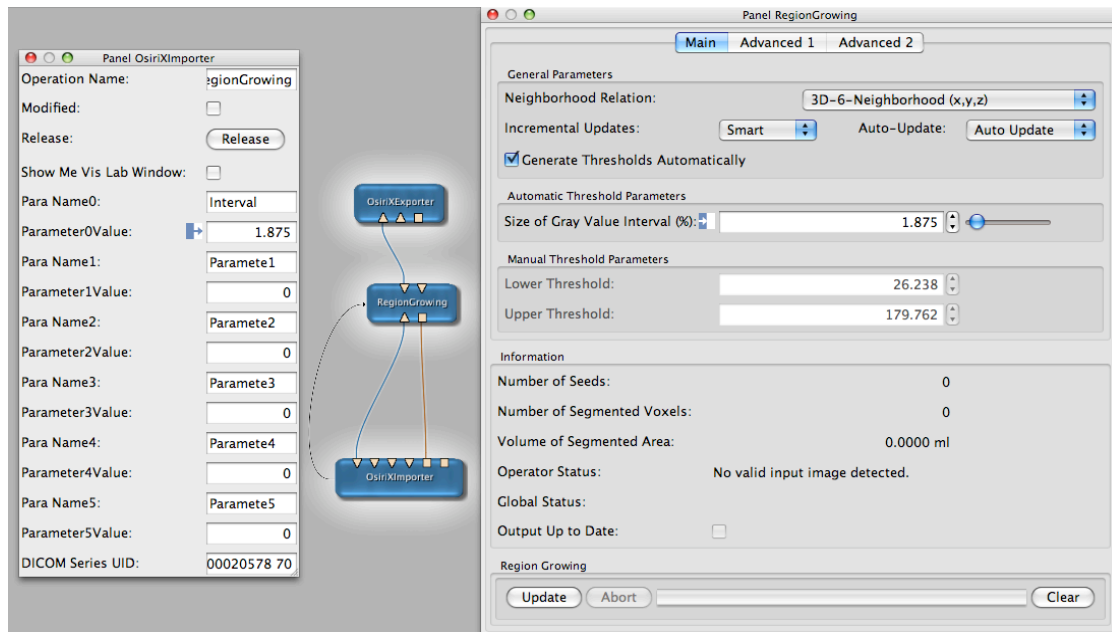 Panel OsiriXImporter
Operation Name: egionGrowing
Modified:
Release: Release
Show Me Vis Lab Window:
Para Name0: Interval
Parameter0Value: 1.875
Para Name1: Paramete1
Parameter1Value: 0
Para Name2: Paramete2
Parameter2Value: 0
Para Name3: Paramete3
Parameter3Value: 0
Para Name4: Paramete4
Parameter4Value: 0
Para Name5: Paramete5
Parameter5Value: 0
DICOM Series UID: 00020578 70
OsiriXExporter
RegionGrowing
OsiriXImporter
Panel RegionGrowing
Main Advanced 1 Advanced 2
General Parameters
Neighborhood Relation: 3D-6-Neighborhood (x,y,z)
Incremental Updates: Smart Auto-Update: Auto Update
Generate Thresholds Automatically
Automatic Threshold Parameters
Size of Gray Value Interval (%): 1.875
Manual Threshold Parameters
Lower Threshold: 26.238
Upper Threshold: 179.762
Information
Number of Seeds: 0
Number of Segmented Voxels: 0
Volume of Segmented Area: 0.0000 ml
Operator Status: No valid input image detected.
Global Status:
Output Up to Date:
Region Growing
Update Abort Clear